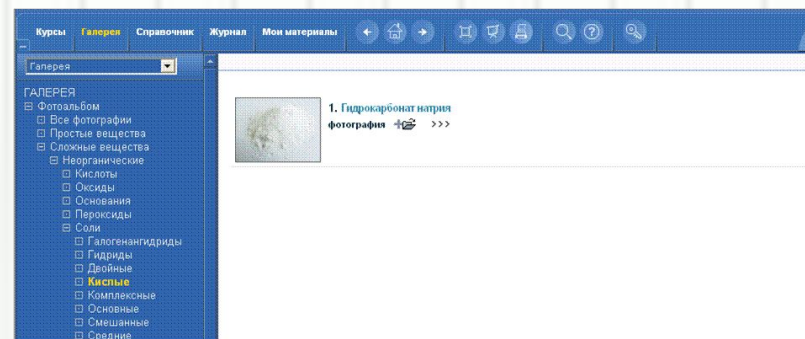 Курсы Галерея Справочник Журнал Мои материалы
Галерея
ГАЛЕРЕЯ
Фотоальбом
Все фотографии
Простые вещества
Сложные вещества
Неорганические
Кислоты
Оксиды
Основания
Пероксиды
Соли
Галогенангидриды
Гидриды
Двойные
Кислые
Комплексные
Основные
Смешанные
Средние
1. Гидрокарбонат натрия
фотография >>>